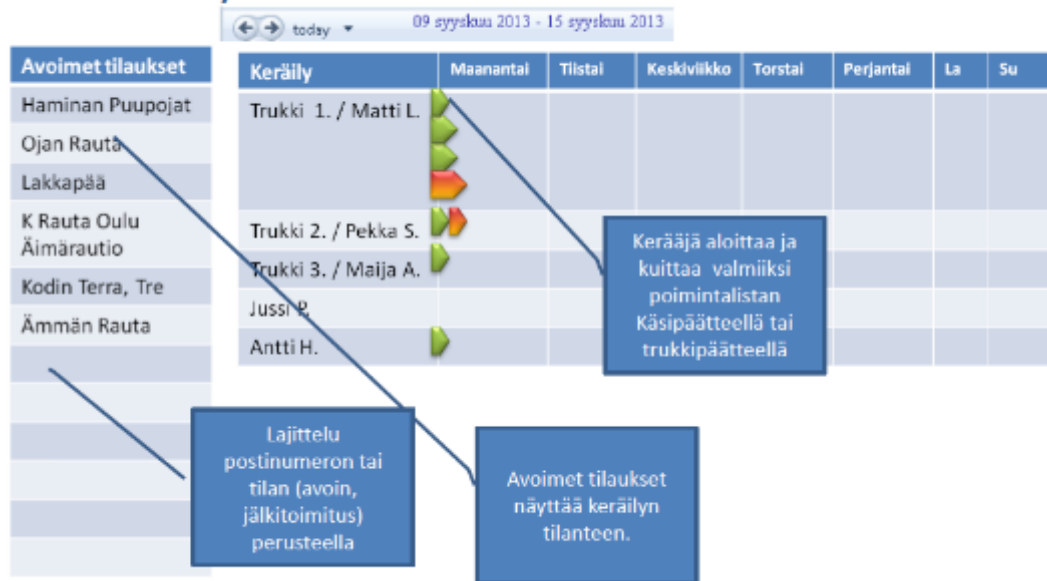 today
09 syyskuu 2013 - 15 syyskuu 2013
Avoimet tilaukset
Haminan Puupojat
Ojan Rauta
Lakkapää
K Rauta Oulu
Äimärautio
Kodin Terra, Tre
Ämmän Rauta
Keräily Maanantai Tiistai Keskiviikko Torstai Perjantai La Su
Trukki 1. / Matti L.
Trukki 2. / Pekka S.
Trukki 3. / Maija A.
Jussi P.
Antti H.
Kerääjä aloittaa ja
kuittaa valmiiksi
poimintalistan
Käsipäätteellä tai
trukkipäätteellä
Lajittelu
postinumeron tai
tilan (avoin,
jälkitoimitus)
perusteella
Avoimet tilaukset
näyttää keräilyn
tilanteen.